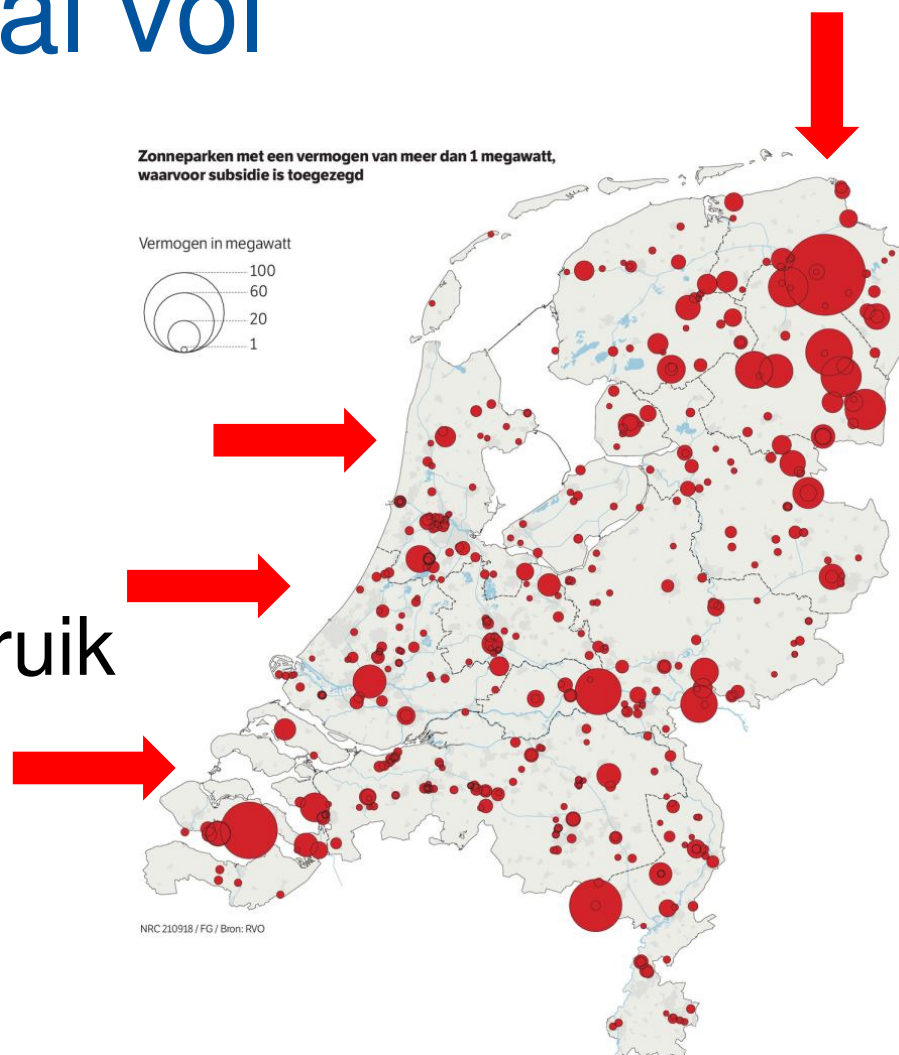 al vol
Zonneparken met een vermogen van meer dan 1 megawatt,
waarvoor subsidie is toegezegd
Vermogen in megawatt
100
60
20
1
ruik
NRC 210918 / FG / Bron: RVO